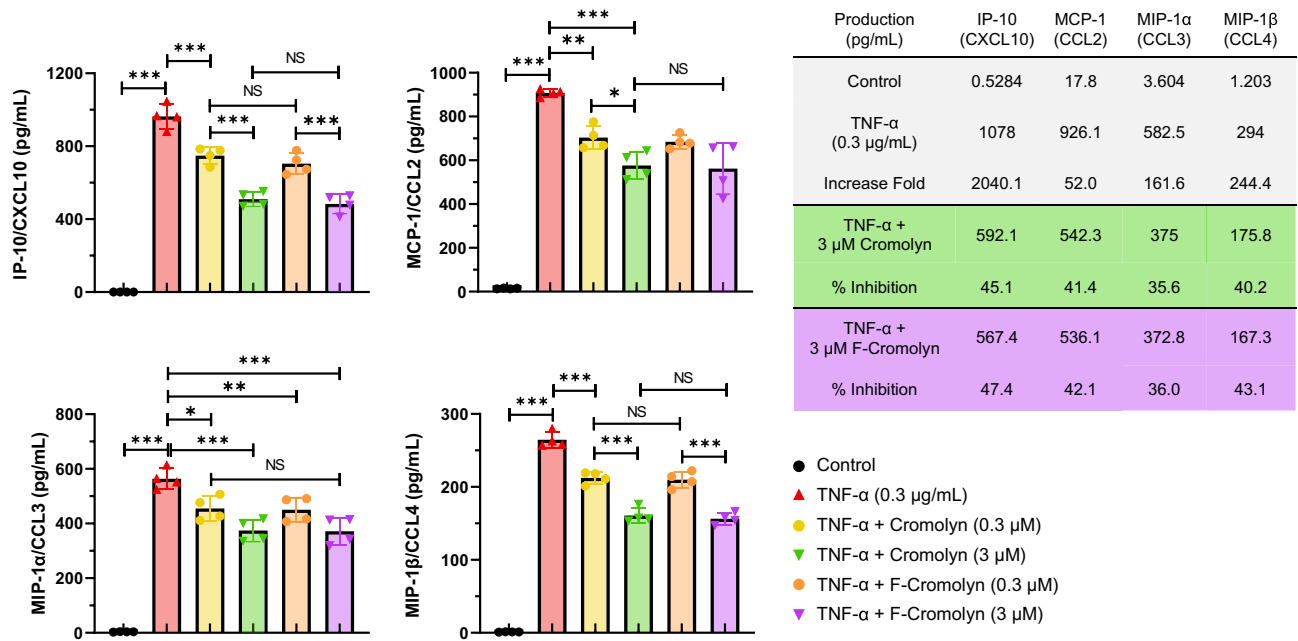 IP-10/CXCL10 (pg/mL)
1200
800
400
0
***
***
NS
NS
***
***
MCP-1/CCL2 (pg/mL)
1000
800
600
400
200
0
***
**
***
NS
*
MIP-1α/CCL3 (pg/mL)
800
600
400
200
0
***
**
*
***
***
NS
MIP-1β/CCL4 (pg/mL)
300
200
100
0
***
***
NS
NS
***
***
Production IP-10 MCP-1 MIP-1α MIP-1β
(pg/mL) (CXCL10) (CCL2) (CCL3) (CCL4)
Control 0.5284 17.8 3.604 1.203
TNF-α
(0.3 µg/mL) 1078 926.1 582.5 294
Increase Fold 2040.1 52.0 161.6 244.4
TNF-α +
3 µM Cromolyn 592.1 542.3 375 175.8
% Inhibition 45.1 41.4 35.6 40.2
TNF-α +
3 µM F-Cromolyn 567.4 536.1 372.8 167.3
% Inhibition 47.4 42.1 36.0 43.1
Control
TNF-α (0.3 µg/mL)
TNF-α + Cromolyn (0.3 µM)
TNF-α + Cromolyn (3 µM)
TNF-α + F-Cromolyn (0.3 µM)
TNF-α + F-Cromolyn (3 µM)